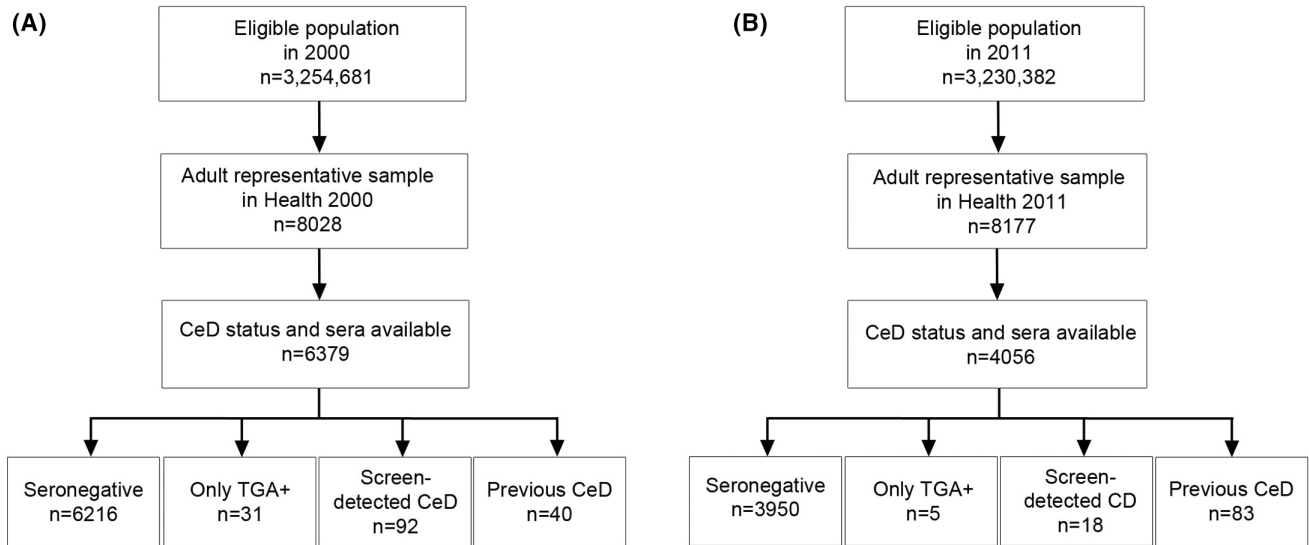 (A)
Eligible population
in 2000
n=3,254,681
Adult representative sample
in Health 2000
n=8028
CeD status and sera available
n=6379
Seronegative
n=6216
Only TGA+
n=31
Screen-
detected CeD
n=92
Previous CeD
n=40
(B)
Eligible population
in 2011
n=3,230,382
Adult representative sample
in Health 2011
n=8177
CeD status and sera available
n=4056
Seronegative
n=3950
Only TGA+
n=5
Screen-
detected CD
n=18
Previous CeD
n=83